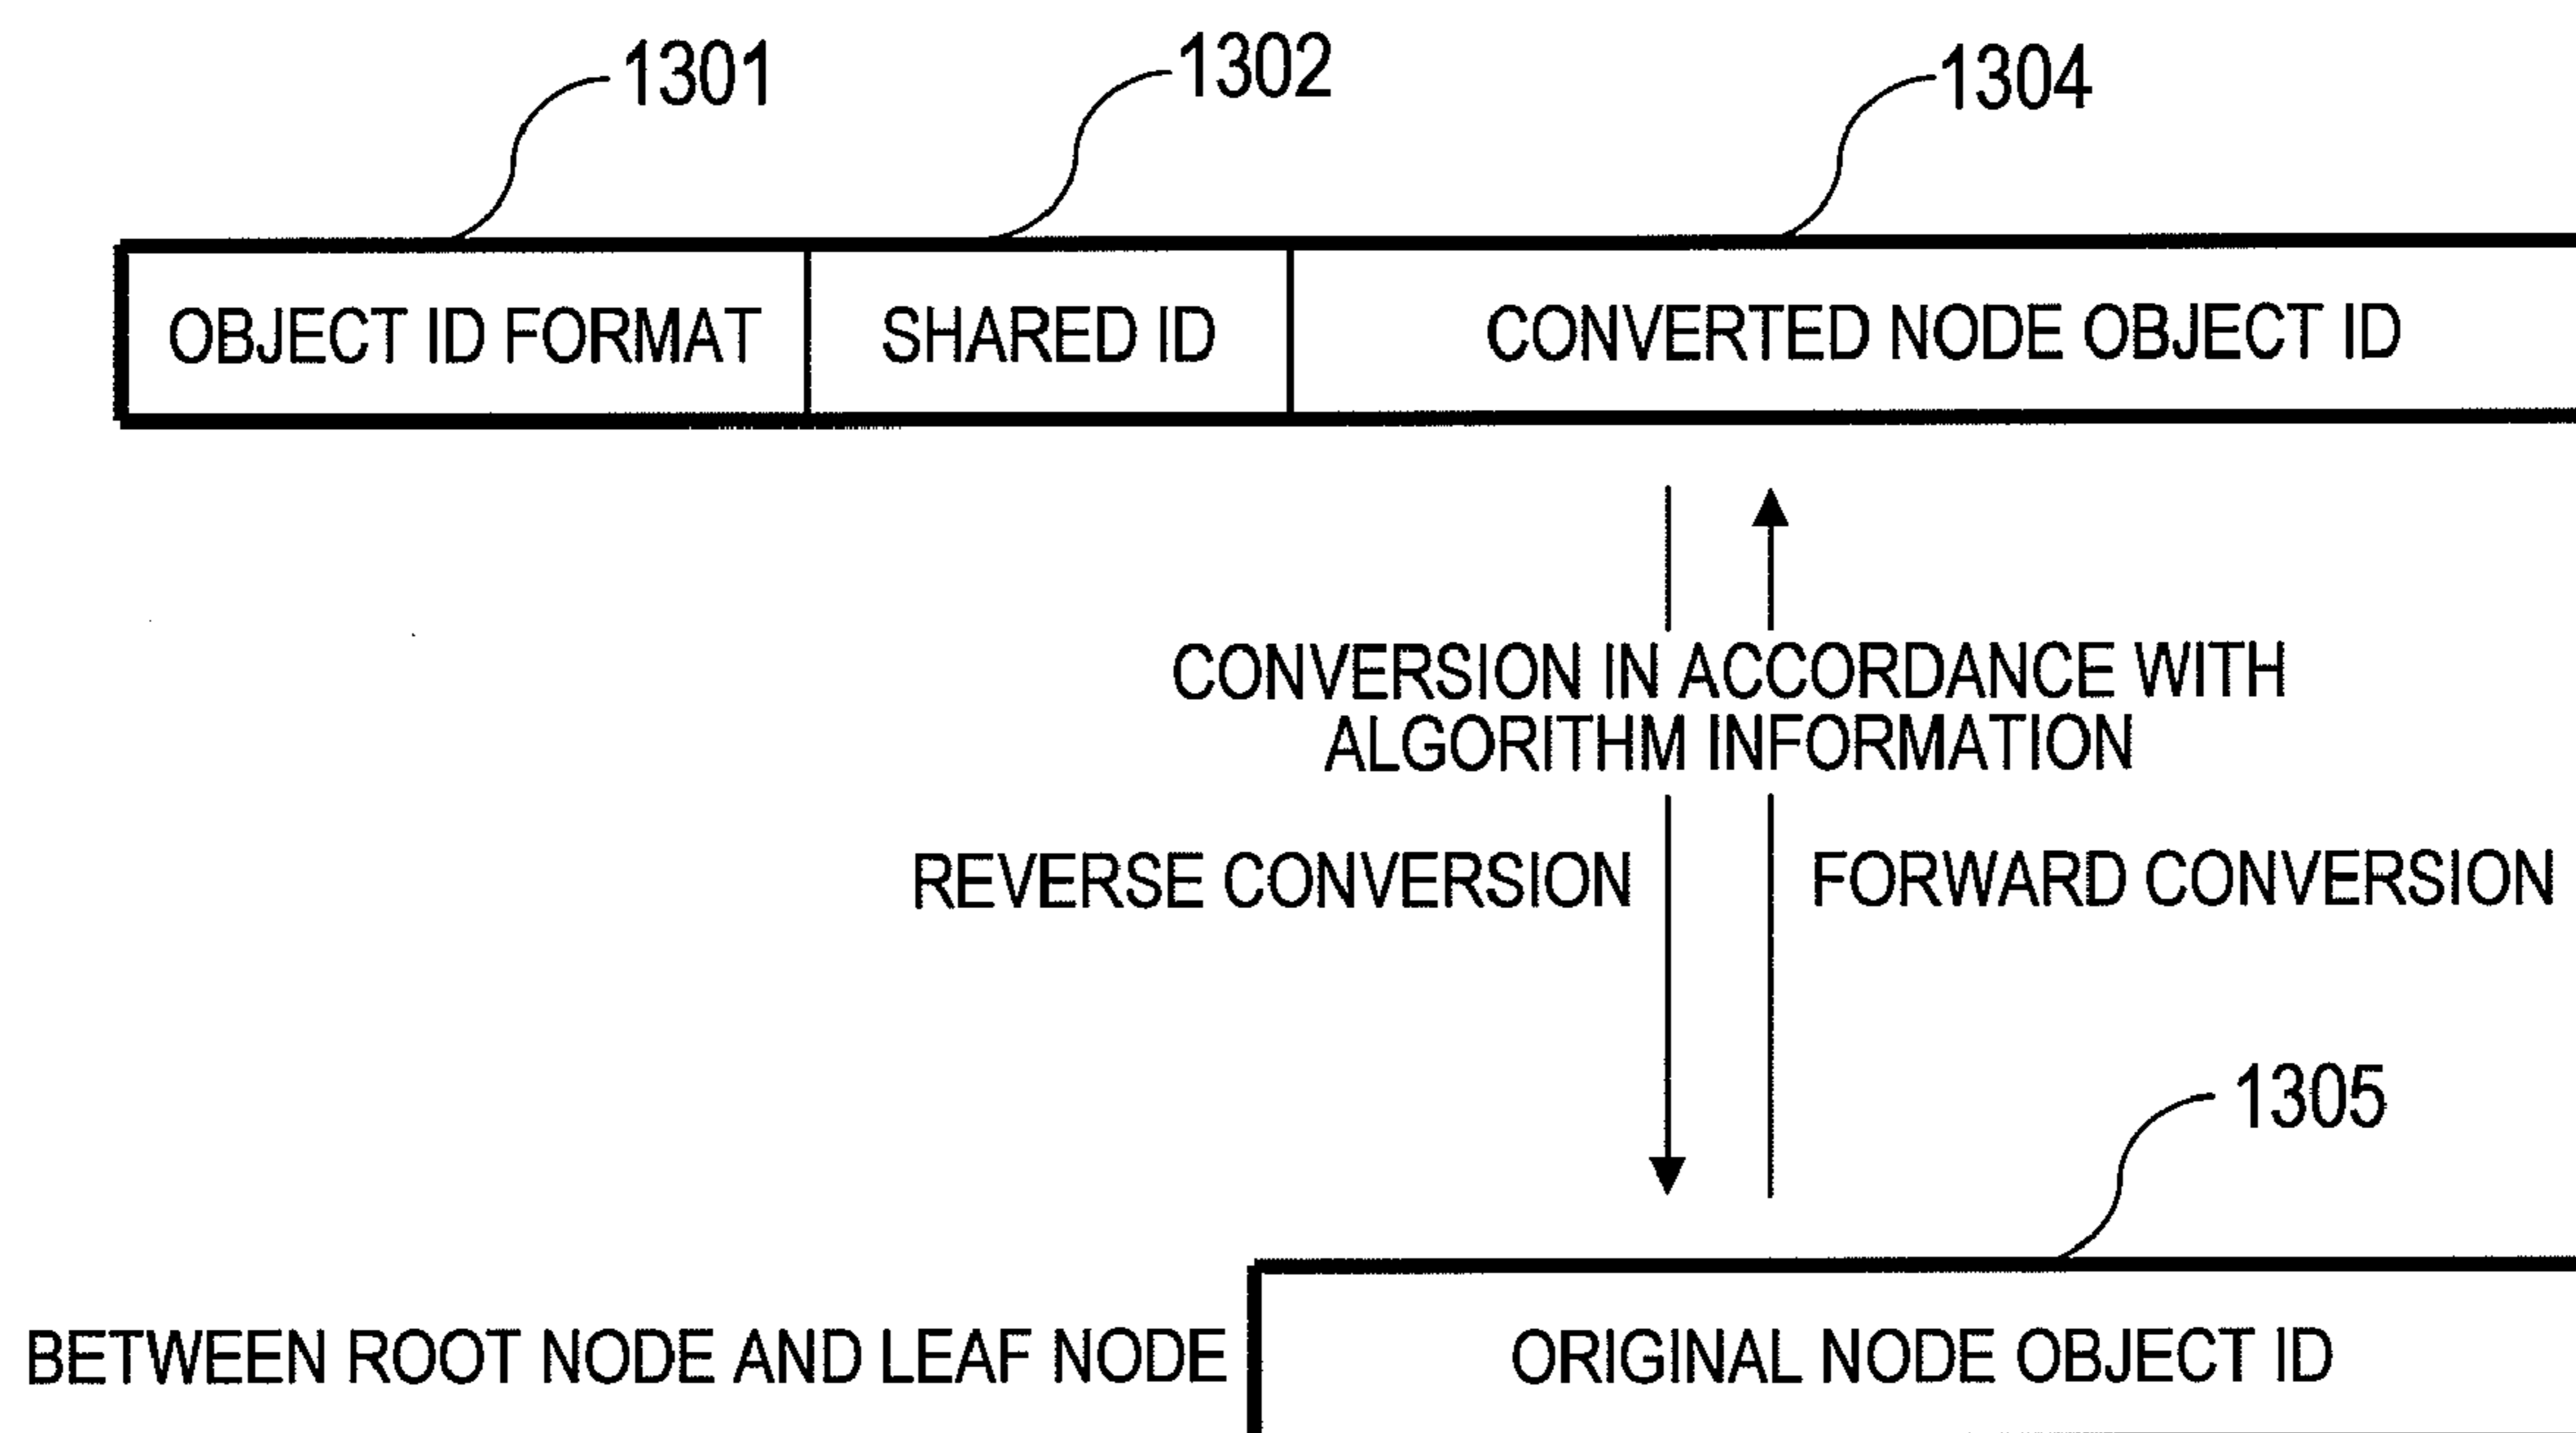 1301 1302 1304
OBJECT ID FORMAT SHARED ID CONVERTED NODE OBJECT ID
CONVERSION IN ACCORDANCE WITH
ALGORITHM INFORMATION
REVERSE CONVERSION FORWARD CONVERSION
1305
BETWEEN ROOT NODE AND LEAF NODE ORIGINAL NODE OBJECT ID